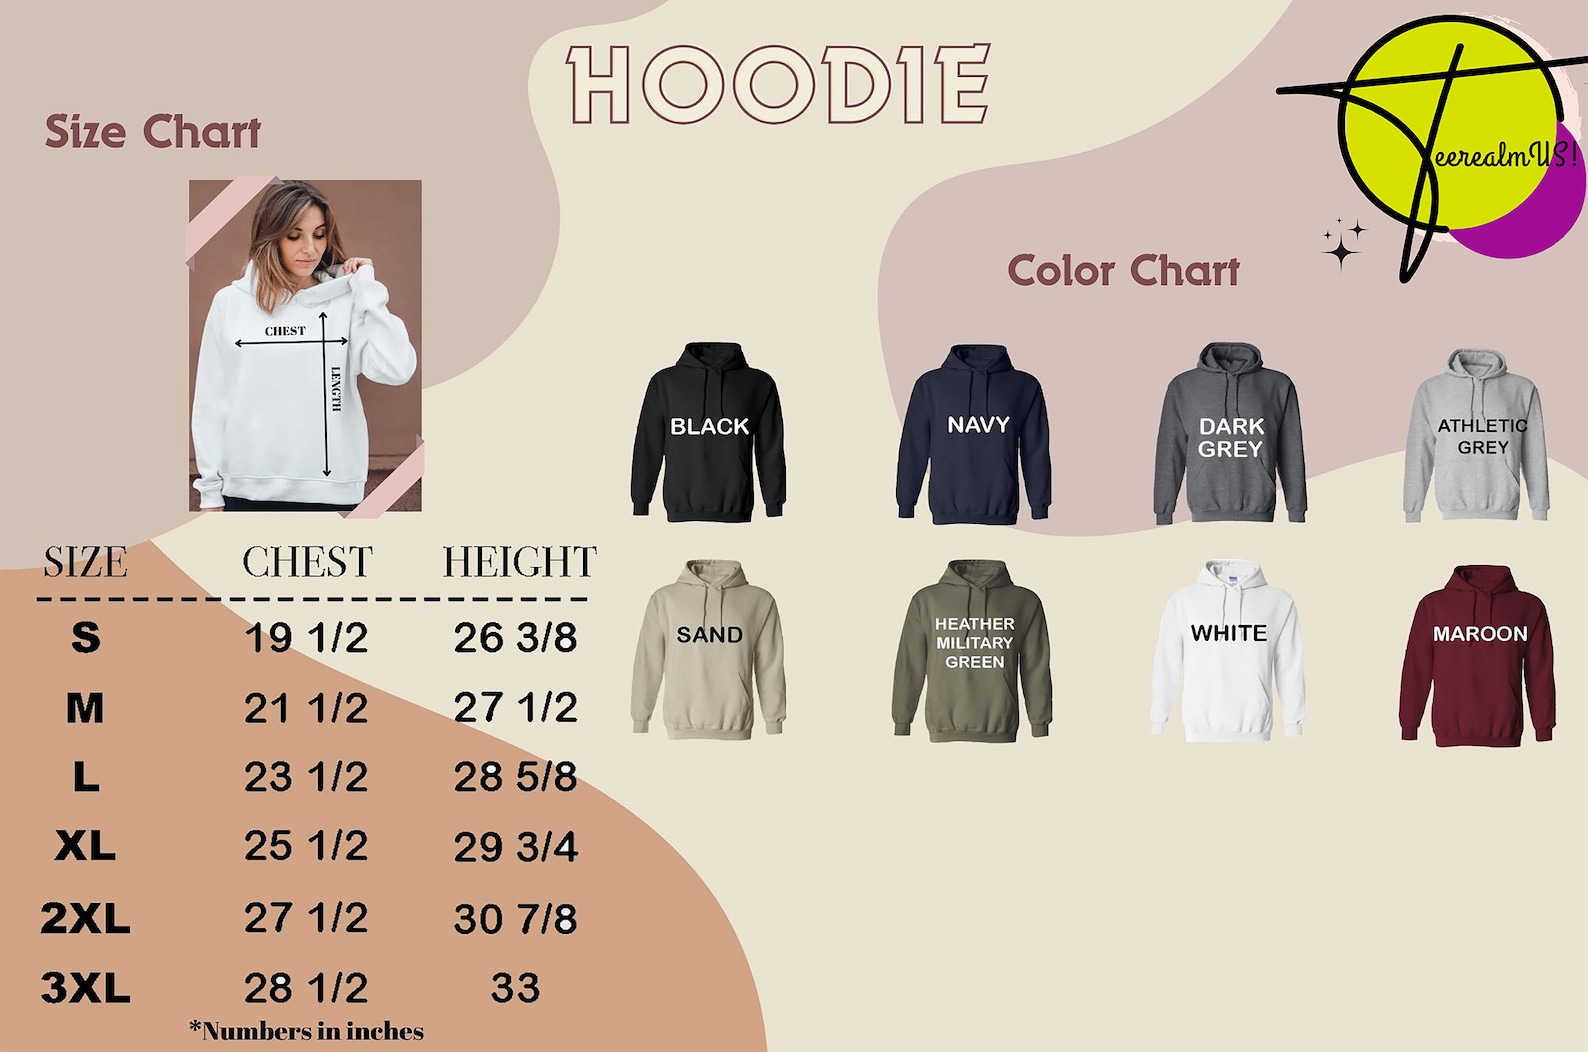 HOODIE
TeerealmUS!
Size Chart
CHEST
LENGTH
SIZE CHEST HEIGHT
S 19 1/2 26 3/8
M 21 1/2 27 1/2
L 23 1/2 28 5/8
XL 25 1/2 29 3/4
2XL 27 1/2 30 7/8
3XL 28 1/2 33
*Numbers in inches
Color Chart
BLACK
NAVY
DARK
GREY
ATHLETIC
GREY
SAND
HEATHER
MILITARY
GREEN
WHITE
MAROON